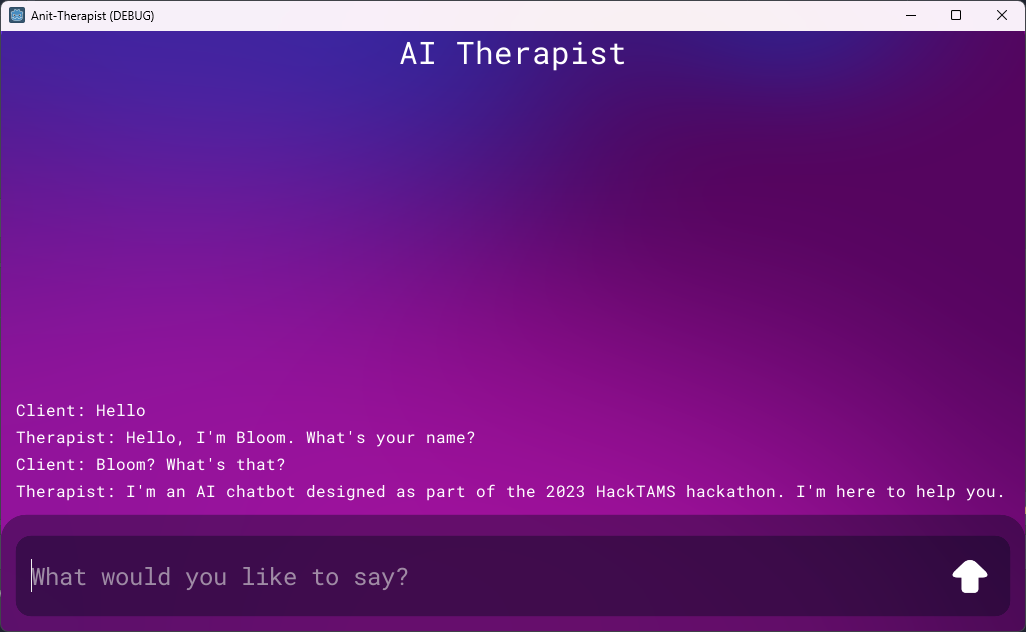 Anit-Therapist (DEBUG)
AI Therapist
Client: Hello
Therapist: Hello, I'm Bloom. What's your name?
Client: Bloom? What's that?
Therapist: I'm an AI chatbot designed as part of the 2023 HackTAMS hackathon. I'm here to help you.
What would you like to say?